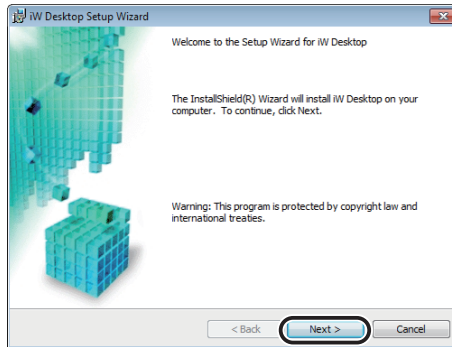 iW Desktop Setup Wizard
Welcome to the Setup Wizard for iW Desktop
The InstallShield(R) Wizard will install iW Desktop on your
computer. To continue, click Next.
Warning: This program is protected by copyright law and
international treaties.
< Back Next > Cancel